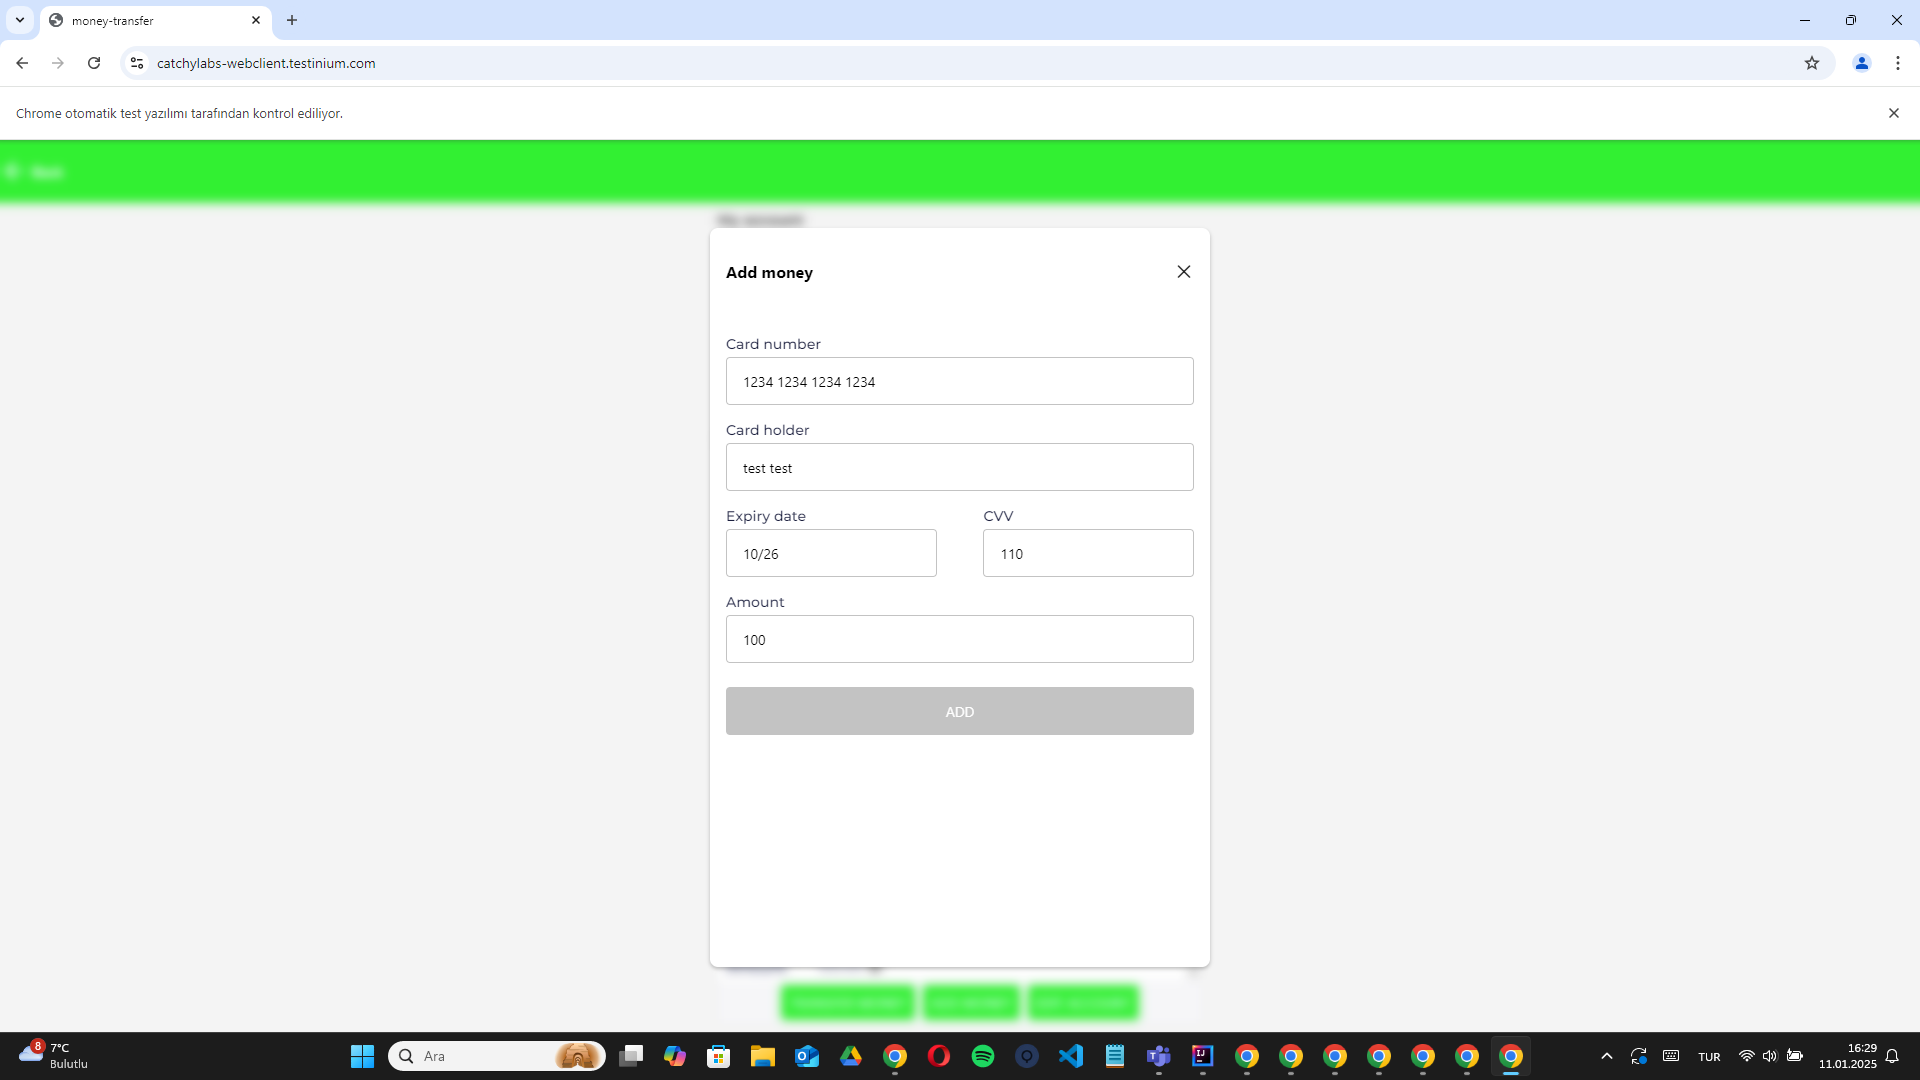 money-transfer
catchylabs-webclient.testinium.com
Chrome otomatik test yazılımı tarafından kontrol ediliyor.
My account
Add money
Card number
1234 1234 1234 1234
Card holder
test test
Expiry date
CVV
10/26
110
Amount
100
ADD
8
7°C
Bulutlu
Ara
TUR
16:29
11.01.2025